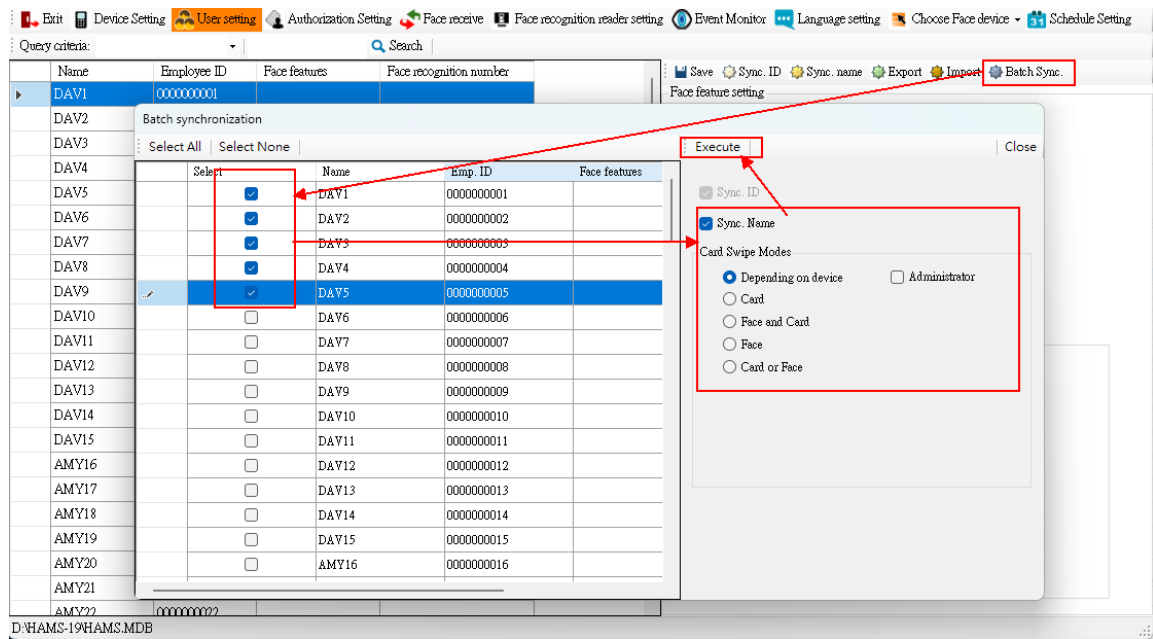 Exit Device Setting User setting Authorization Setting Face receive Face recognition reader setting Event Monitor Language setting Choose Face device Schedule Setting
Query criteria: Search
Name Employee ID Face features Face recognition number
Save Sync. ID Sync. name Export Import Batch Sync.
Face feature setting
DAV1 0000000001
DAV2
DAV3
DAV4
DAV5
DAV6
DAV7
DAV8
DAV9
DAV10
DAV11
DAV12
DAV13
DAV14
DAV15
AMY16
AMY17
AMY18
AMY19
AMY20
AMY21
AMY22 0000000022
Batch synchronization
Select All Select None Execute Close
Select Name Emp. ID Face features
DAV1 0000000001
DAV2 0000000002
DAV3 0000000003
DAV4 0000000004
DAV5 0000000005
DAV6 0000000006
DAV7 0000000007
DAV8 0000000008
DAV9 0000000009
DAV10 0000000010
DAV11 0000000011
DAV12 0000000012
DAV13 0000000013
DAV14 0000000014
DAV15 0000000015
AMY16 0000000016
Sync. ID
Sync. Name
Card Swipe Modes
Depending on device Administrator
Card
Face and Card
Face
Card or Face
D:\HAMS-19\HAMS.MDB